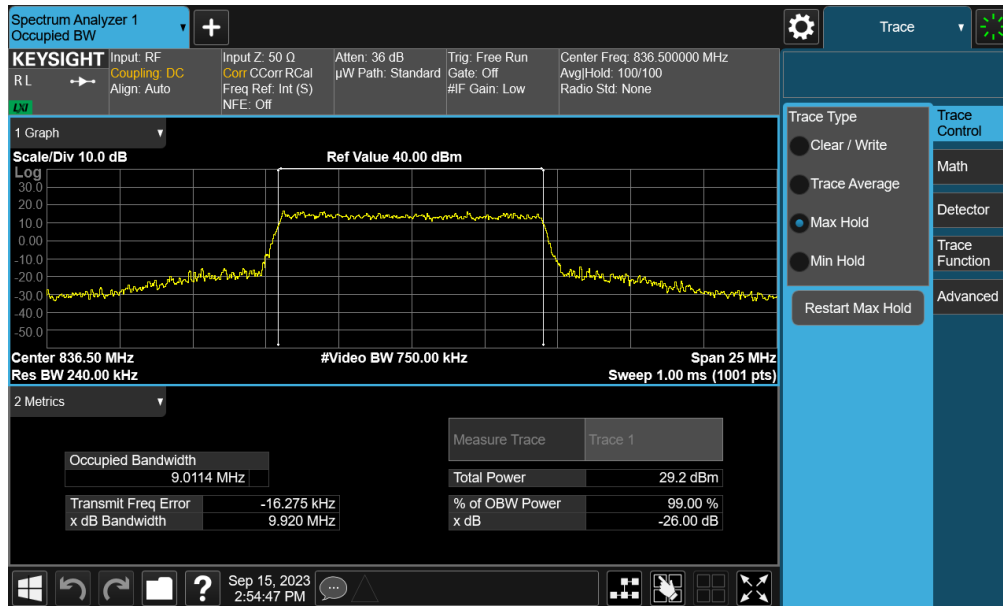 Spectrum Analyzer 1
Occupied BW
Trace
KEYSIGHT
R L
LXI
Input: RF
Coupling: DC
Align: Auto
Input Z: 50 Ω
Corr CCorr RCal
Freq Ref: Int (S)
NFE: Off
Atten: 36 dB
µW Path: Standard
Trig: Free Run
Gate: Off
#IF Gain: Low
Center Freq: 836.500000 MHz
Avg|Hold: 100/100
Radio Std: None
1 Graph
Scale/Div 10.0 dB
Ref Value 40.00 dBm
Log
30.0
20.0
10.0
0.00
-10.0
-20.0
-30.0
-40.0
-50.0
Center 836.50 MHz
#Video BW 750.00 kHz
Span 25 MHz
Res BW 240.00 kHz
Sweep 1.00 ms (1001 pts)
2 Metrics
Measure Trace
Trace 1
Occupied Bandwidth
9.0114 MHz
Total Power
29.2 dBm
Transmit Freq Error
-16.275 kHz
% of OBW Power
99.00 %
x dB Bandwidth
9.920 MHz
x dB
-26.00 dB
Trace Type
Clear / Write
Trace Average
Max Hold
Min Hold
Restart Max Hold
Trace
Control
Math
Detector
Trace
Function
Advanced
?
Sep 15, 2023
2:54:47 PM